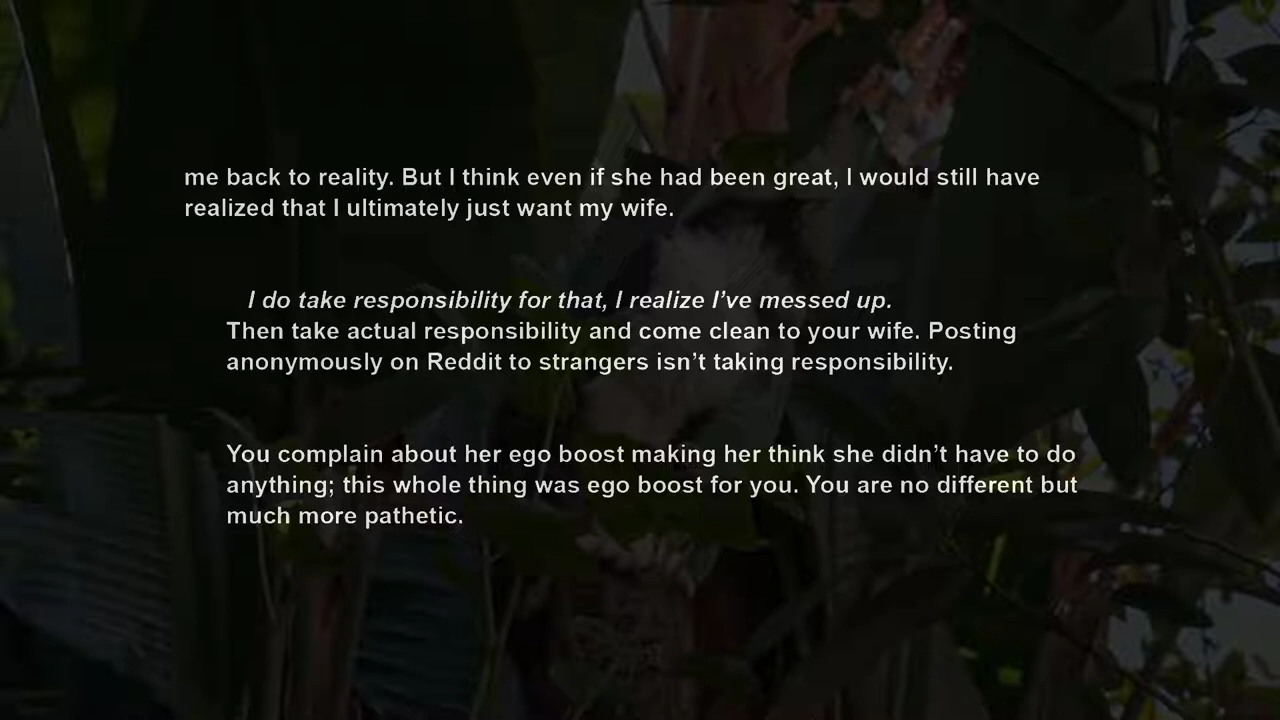 me back to reality. But I think even if she had been great, I would still have
realized that I ultimately just want my wife.
I do take responsibility for that, I realize I’ve messed up.
Then take actual responsibility and come clean to your wife. Posting
anonymously on Reddit to strangers isn’t taking responsibility.
You complain about her ego boost making her think she didn’t have to do
anything; this whole thing was ego boost for you. You are no different but
much more pathetic.